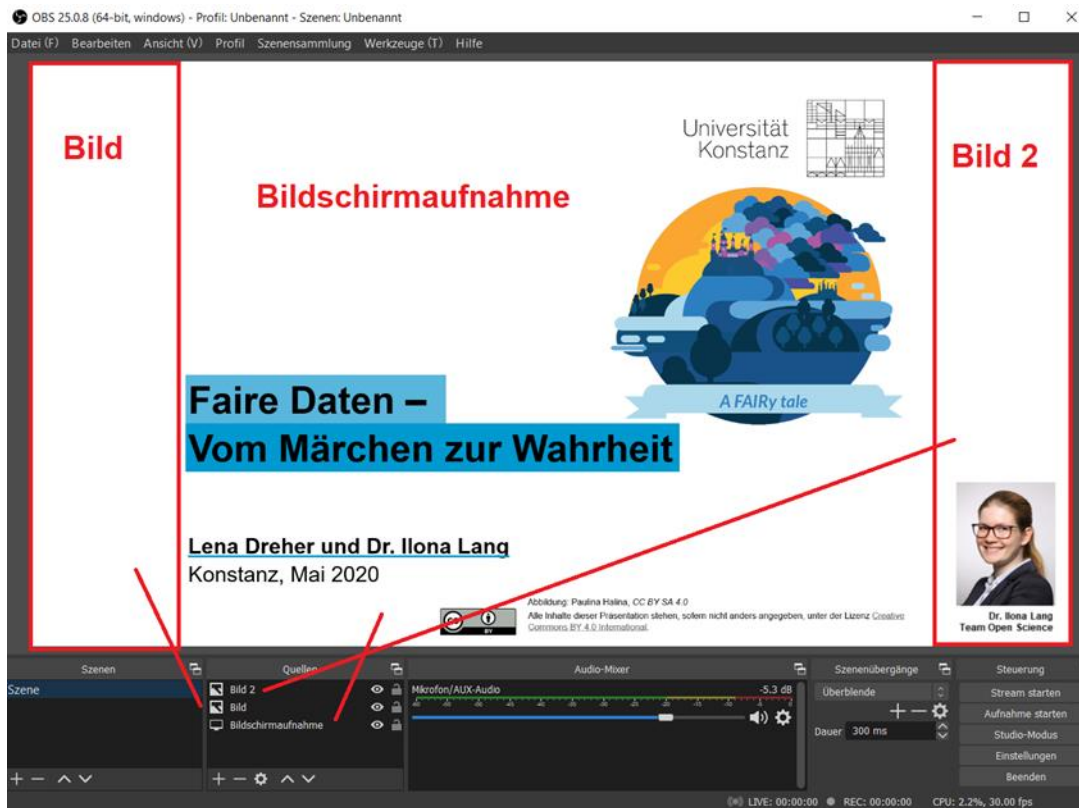 OBS 25.0.8 (64-bit, windows) - Profil: Unbenannt - Szenen: Unbenannt
Datei (F) Bearbeiten Ansicht (V) Profil Szenensammlung Werkzeuge (T) Hilfe
Bild
Bildschirmaufnahme
Universität
Konstanz
Bild 2
A FAIRy tale
Faire Daten –
Vom Märchen zur Wahrheit
Lena Dreher und Dr. Ilona Lang
Konstanz, Mai 2020
cc
BY
Abbildung: Paulina Halina, CC BY SA 4.0
Alle Inhalte dieser Präsentation stehen, sofern nicht anders angegeben, unter der Lizenz Creative
Commons BY 4.0 International.
Dr. Ilona Lang
Team Open Science
Szenen
Szene
Quellen
Bild 2
Bild
Bildschirmaufnahme
Audio-Mixer
Mikrofon/AUX-Audio -5.3 dB
Szenenübergänge
Überblende
Dauer 300 ms
Steuerung
Stream starten
Aufnahme starten
Studio-Modus
Einstellungen
Beenden
LIVE: 00:00:00 REC: 00:00:00 CPU: 2.2%, 30.00 fps